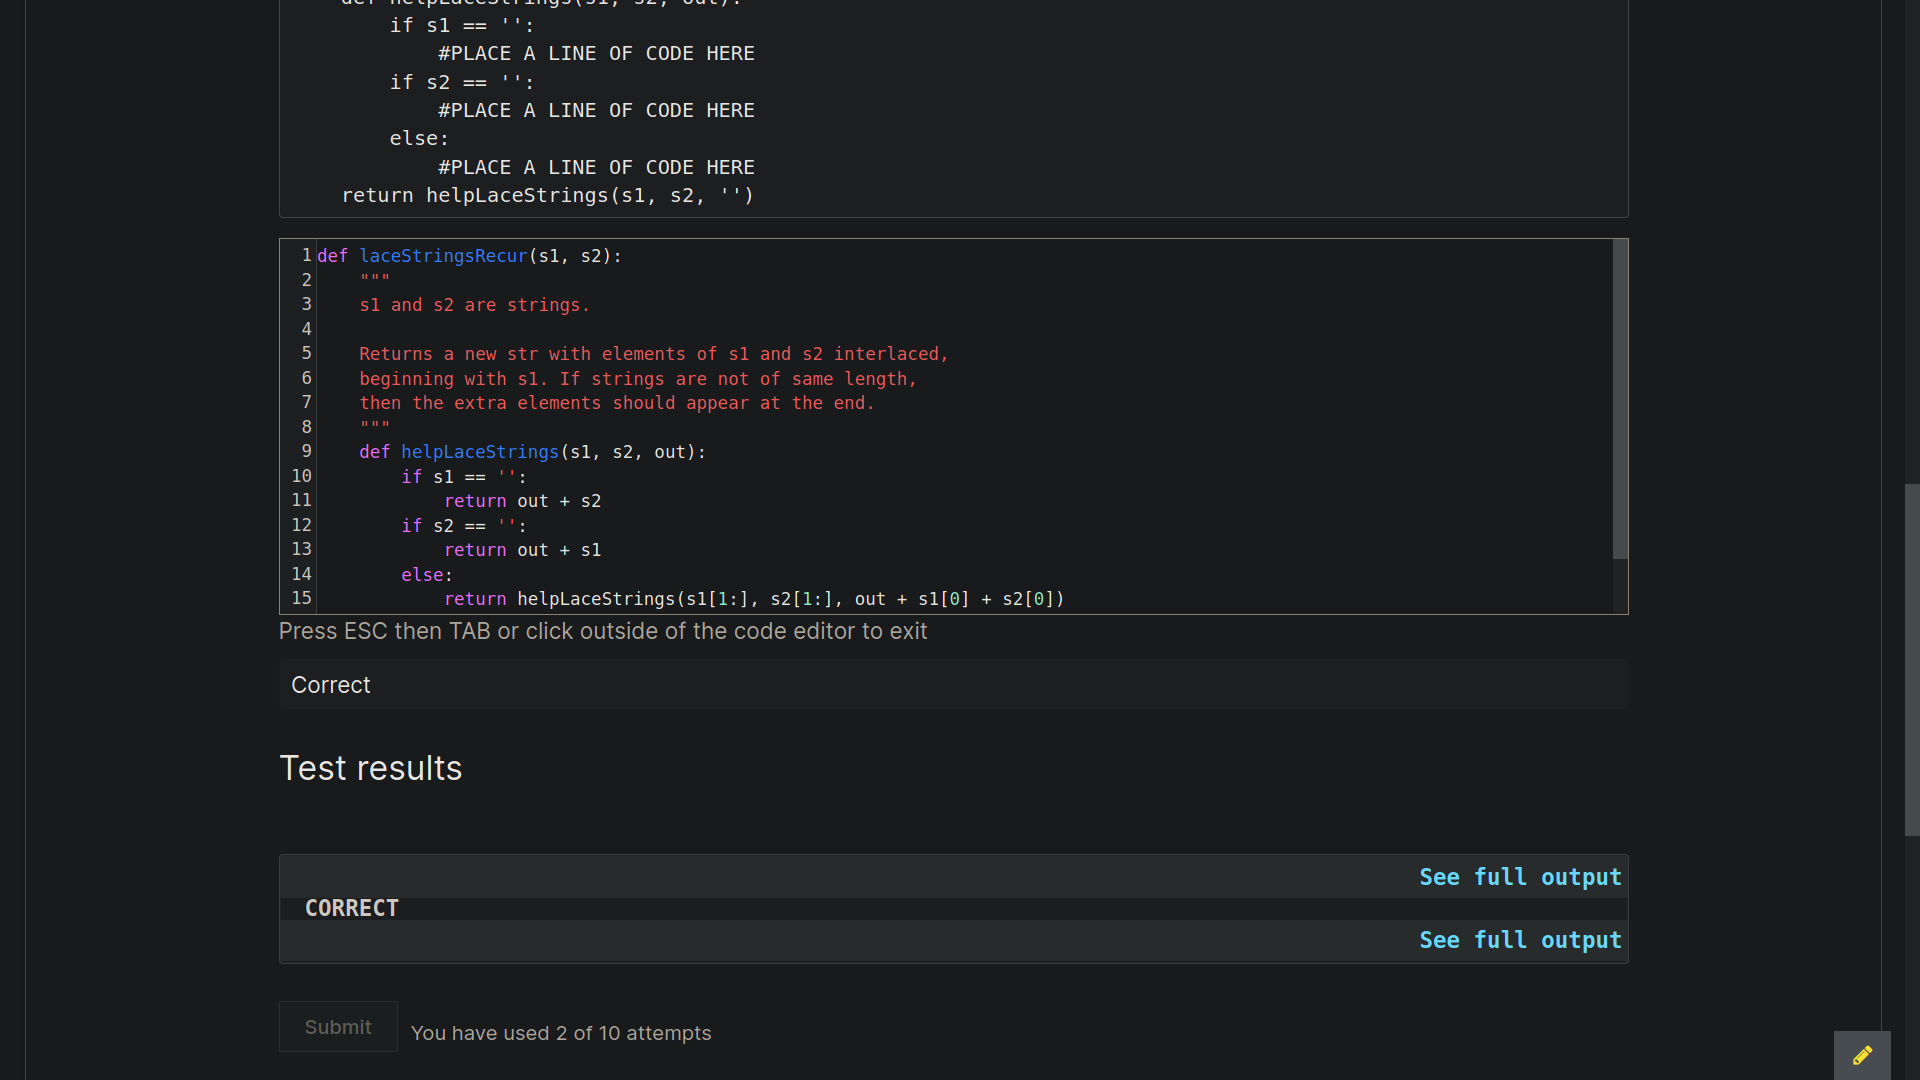 def helpLaceStrings(s1, s2, out):
if s1 == '':
#PLACE A LINE OF CODE HERE
if s2 == '':
#PLACE A LINE OF CODE HERE
else:
#PLACE A LINE OF CODE HERE
return helpLaceStrings(s1, s2, '')
1 def laceStringsRecur(s1, s2):
2 """
3 s1 and s2 are strings.
4
5 Returns a new str with elements of s1 and s2 interlaced,
6 beginning with s1. If strings are not of same length,
7 then the extra elements should appear at the end.
8 """
9 def helpLaceStrings(s1, s2, out):
10 if s1 == '':
11 return out + s2
12 if s2 == '':
13 return out + s1
14 else:
15 return helpLaceStrings(s1[1:], s2[1:], out + s1[0] + s2[0])
Press ESC then TAB or click outside of the code editor to exit
Correct
Test results
See full output
CORRECT
See full output
Submit You have used 2 of 10 attempts